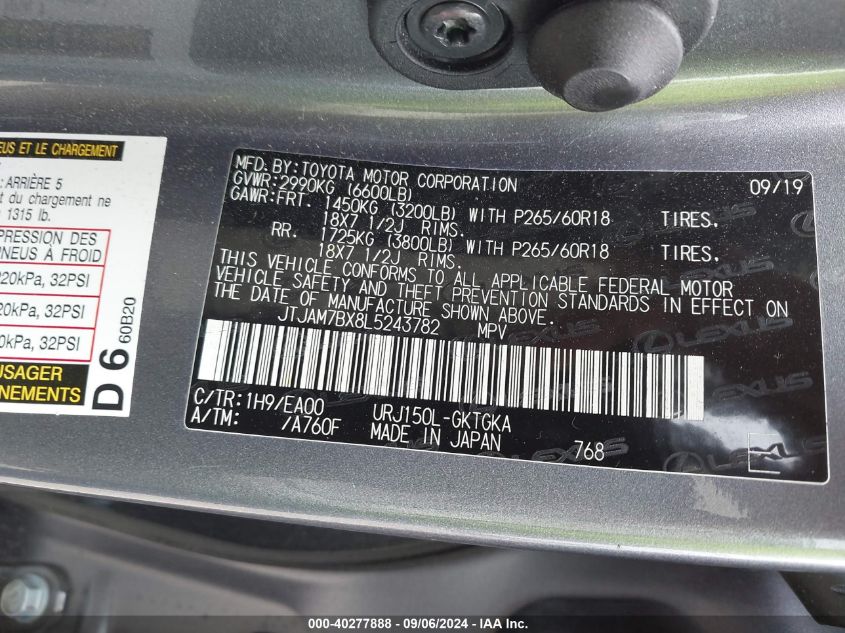 EUS ET LE CHARGEMENT
: ARRIÈRE 5
t du chargement ne
1315 lb.
PRESSION DES
RNEUS À FROID
20kPa, 32PSI
20kPa, 32PSI
0kPa, 32PSI
USAGER
NEMENTS
D 6
60B20
MFD. BY: TOYOTA MOTOR CORPORATION 09/19
GVWR: 2990KG (6600LB)
GAWR: FRT. 1450KG (3200LB) WITH P265/60R18 TIRES,
18X7 1/2J RIMS.
RR. 1725KG (3800LB) WITH P265/60R18 TIRES,
18X7 1/2J RIMS.
THIS VEHICLE CONFORMS TO ALL APPLICABLE FEDERAL MOTOR
VEHICLE SAFETY AND THEFT PREVENTION STANDARDS IN EFFECT ON
THE DATE OF MANUFACTURE SHOWN ABOVE.
JTJAM7BX8L5243782 MPV
C/TR: 1H9/EA00 URJ150L-GKTGKA
A/TM: /A760F MADE IN JAPAN 768
LEXUS
LEXUS
LEXUS
000-40277888 - 09/06/2024 - IAA Inc.